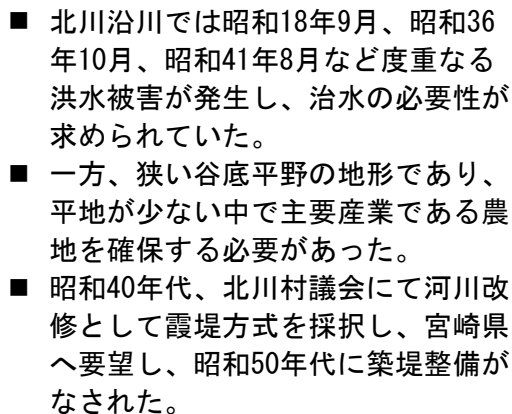 ■ 北川沿川では昭和18年9月、昭和36
年10月、昭和41年8月など度重なる
洪水被害が発生し、治水の必要性が
求められていた。
■ 一方、狭い谷底平野の地形であり、
平地が少ない中で主要産業である農
地を確保する必要があった。
■ 昭和40年代、北川村議会にて河川改
修として霞堤方式を採択し、宮崎県
へ要望し、昭和50年代に築堤整備が
なされた。